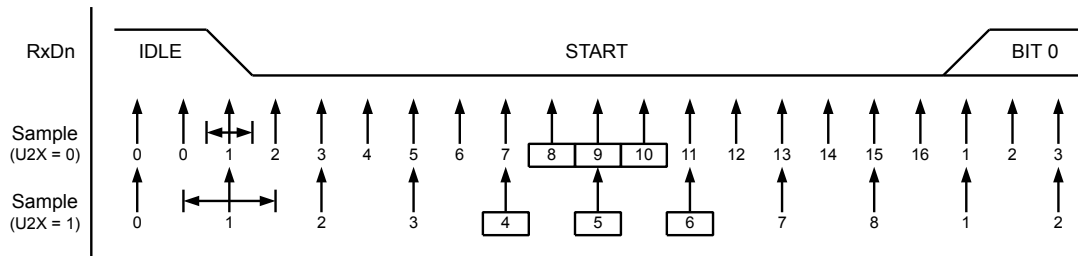 RxDn IDLE START BIT 0
Sample
(U2X = 0)
0 0 1 2 3 4 5 6 7 8 9 10 11 12 13 14 15 16 1 2 3
Sample
(U2X = 1)
0 1 2 3 4 5 6 7 8 1 2